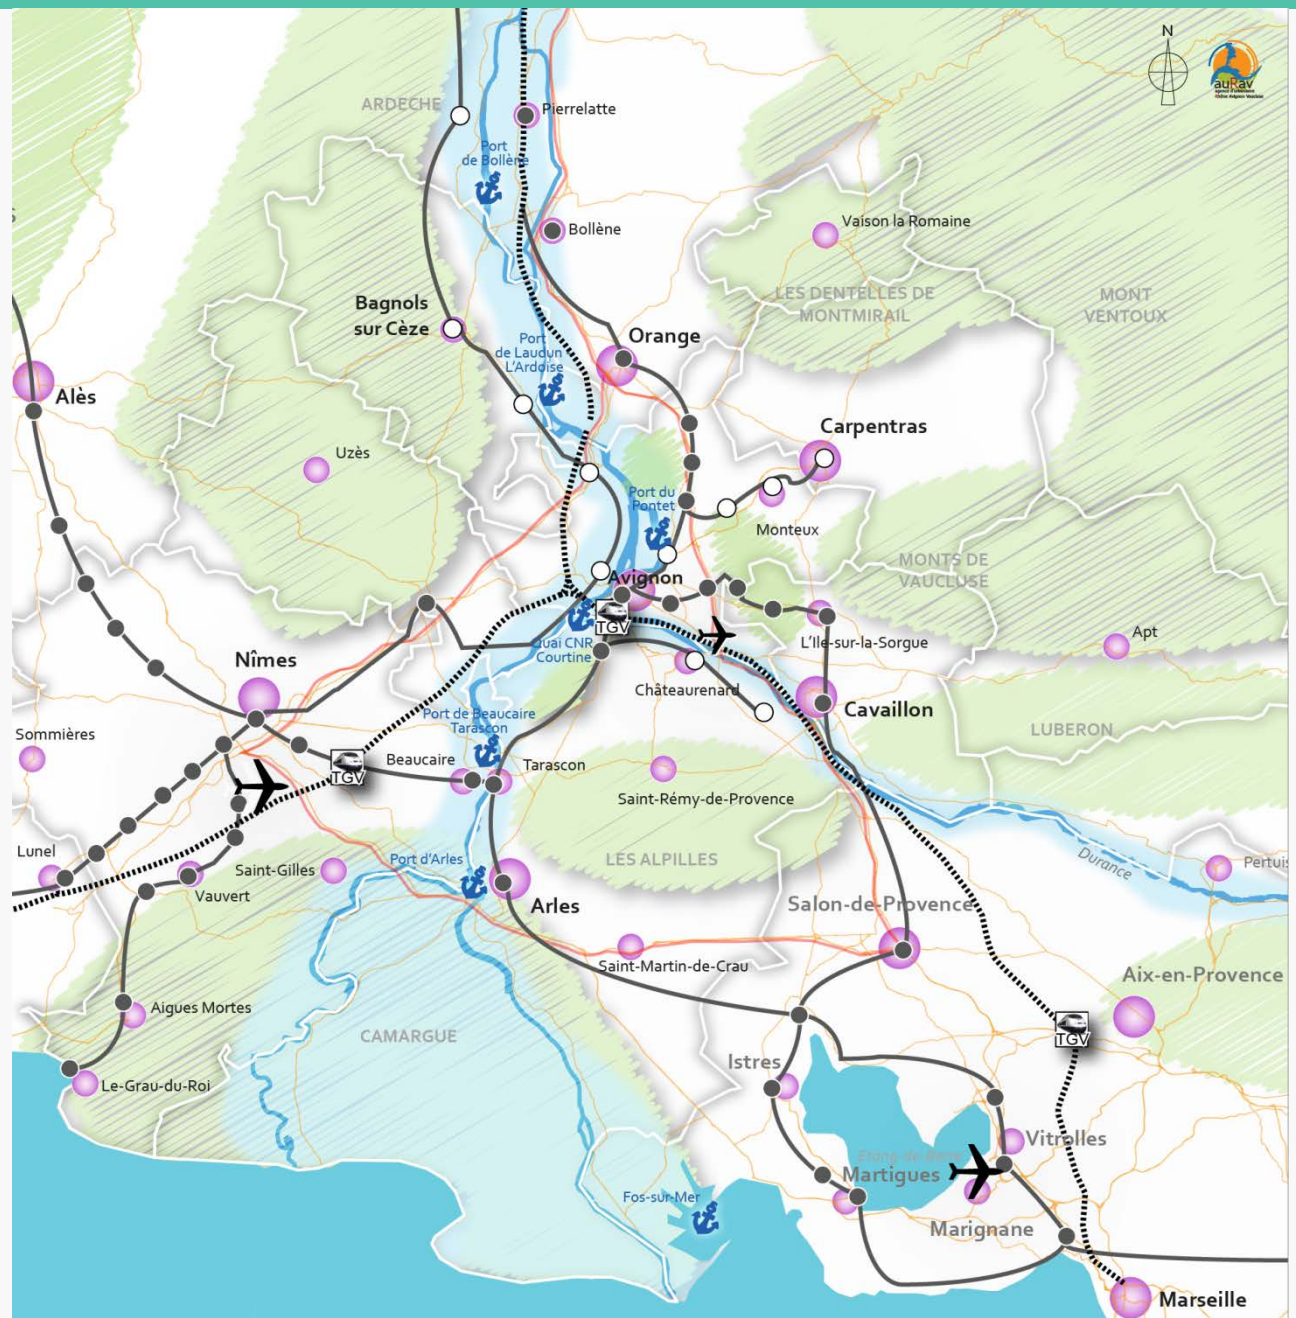 N
auRav
ARDECHE
Pierrelatte
Port
de Bollène
Bollène
Vaison la Romaine
LES DENTELLES DE
MONTMIRAIL
MONT
VENTOUX
Bagnols
sur Cèze
Port
de Laudun
L'Ardoise
Orange
Alès
Carpentras
Uzès
Port du
Pontet
Monteux
MONTS DE
VAUCLUSE
Avignon
TGV
Quai CNR
Courtine
L'Ile-sur-la-Sorgue
Apt
Nîmes
Châteaurenard
Cavaillon
LUBERON
Sommières
Port de Beaucaire
Tarascon
Beaucaire
Tarascon
TGV
Saint-Rémy-de-Provence
Lunel
Saint-Gilles
Port d'Arles
LES ALPILLES
Durance
Pertuis
Vauvert
Arles
Salon-de-Provence
Saint-Martin-de-Crau
Aix-en-Provence
Aigues Mortes
CAMARGUE
TGV
Istres
Le-Grau-du-Roi
Vitrolles
Etang de Berre
Martigues
Fos-sur-Mer
Marignane
Marseille